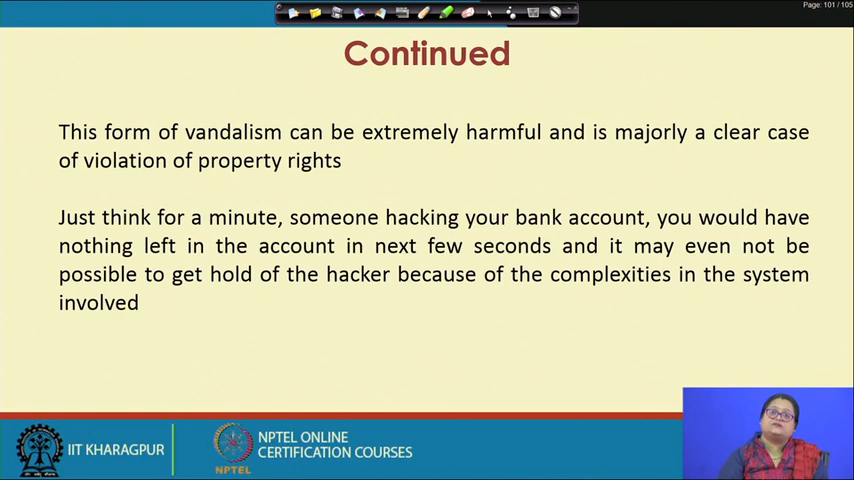 Page: 101 / 105
Continued
This form of vandalism can be extremely harmful and is majorly a clear case
of violation of property rights
Just think for a minute, someone hacking your bank account, you would have
nothing left in the account in next few seconds and it may even not be
possible to get hold of the hacker because of the complexities in the system
involved
IIT KHARAGPUR
NPTEL
NPTEL ONLINE
CERTIFICATION COURSES